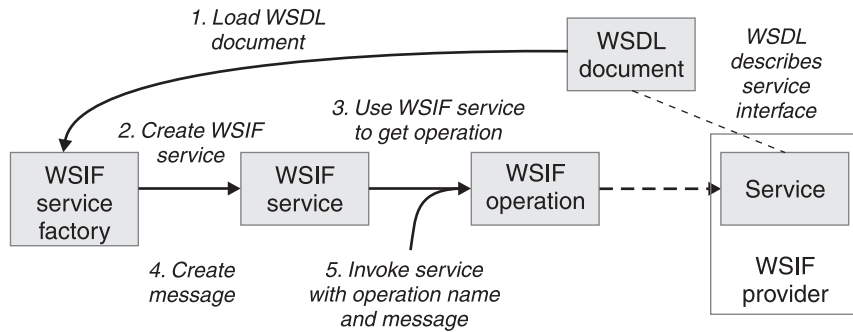 1. Load WSDL
document
WSDL
document
WSDL
describes
service
interface
2. Create WSIF
service
3. Use WSIF service
to get operation
WSIF
service
factory
WSIF
service
WSIF
operation
Service
4. Create
message
5. Invoke service
with operation name
and message
WSIF
provider